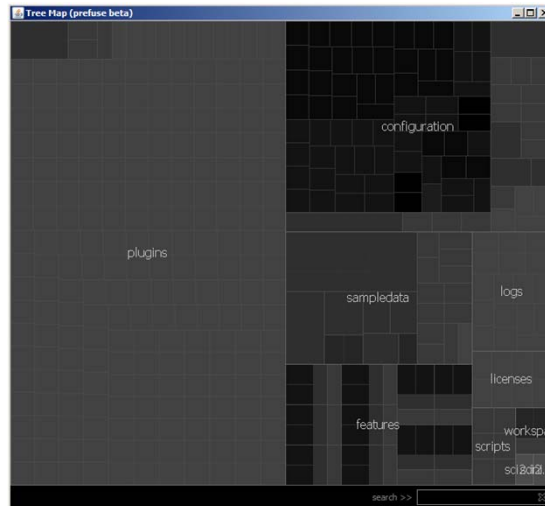 Tree Map (prefuse beta)
configuration
plugins
sampledata
logs
licenses
features
scripts
search >>